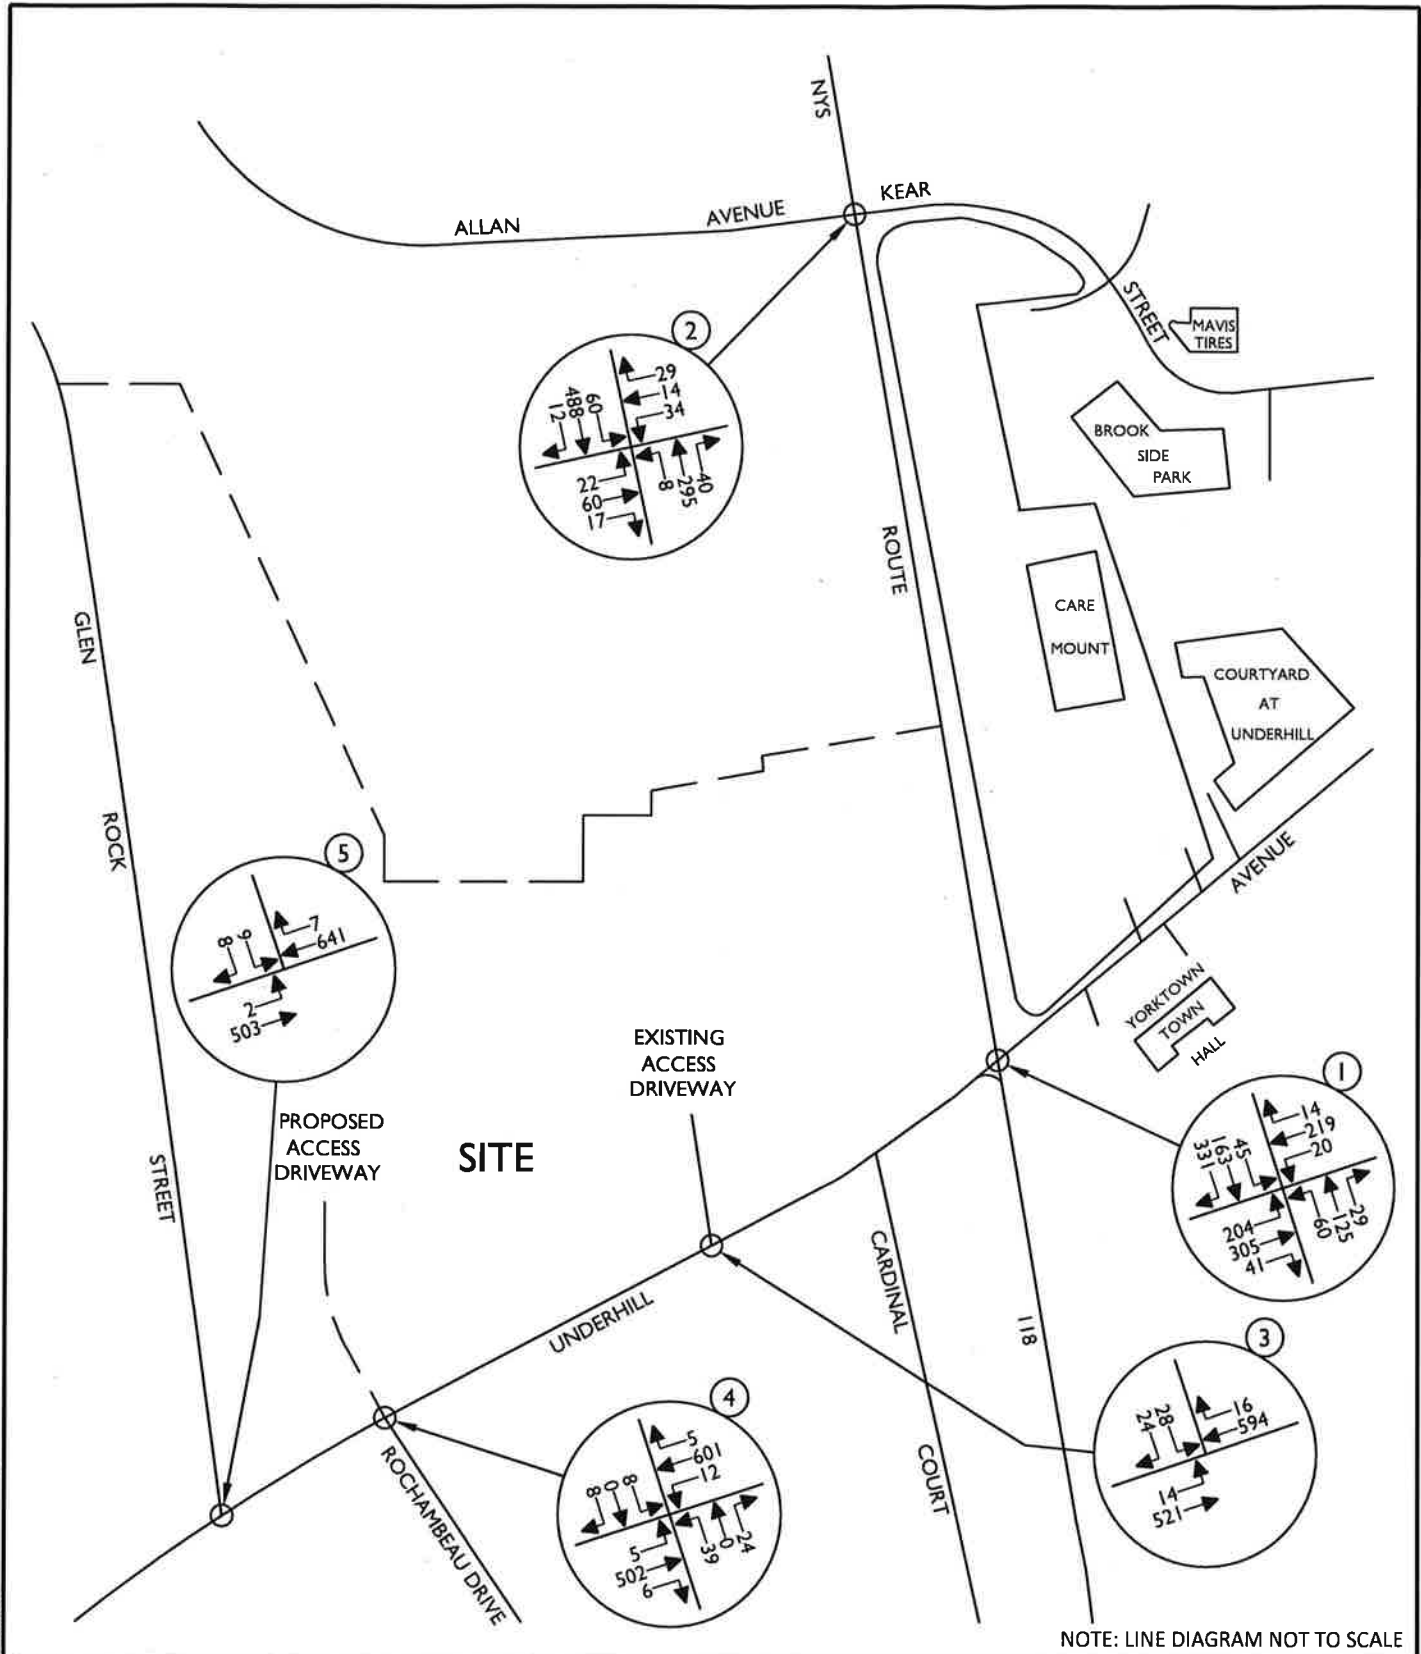 NYS
KEAR
ALLAN
AVENUE
STREET
MAVIS
TIRES
2
29
14
34
60
488
12
22
60
17
8
295
40
BROOK
SIDE
PARK
ROUTE
GLEN
CARE
MOUNT
COURTYARD
AT
UNDERHILL
ROCK
AVENUE
5
7
641
9
8
2
503
YORKTOWN
TOWN
HALL
EXISTING
ACCESS
DRIVEWAY
PROPOSED
ACCESS
DRIVEWAY
SITE
STREET
1
14
219
20
45
163
331
204
305
41
60
125
29
CARDINAL
UNDERHILL
118
3
16
594
28
24
14
521
4
5
601
12
8
0
8
5
502
6
39
0
24
ROCHAMBEAU DRIVE
COURT
NOTE: LINE DIAGRAM NOT TO SCALE